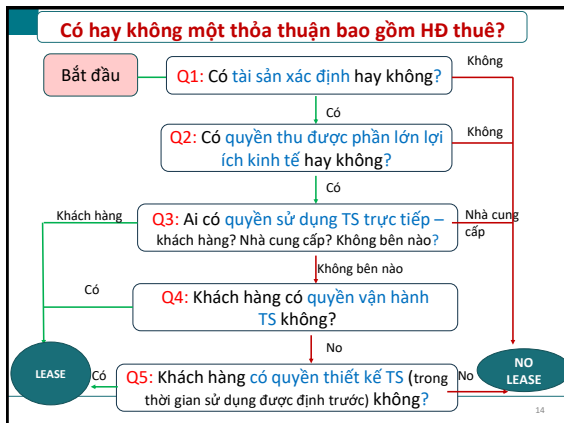 Có hay không một thỏa thuận bao gồm HĐ thuê?
Bắt đầu
Q1: Có tài sản xác định hay không?
Không
Có
Q2: Có quyền thu được phần lớn lợi
ích kinh tế hay không?
Không
Có
Khách hàng
Q3: Ai có quyền sử dụng TS trực tiếp –
khách hàng? Nhà cung cấp? Không bên nào?
Nhà cung
cấp
Không bên nào
Có
Q4: Khách hàng có quyền vận hành
TS không?
No
LEASE
Có
Q5: Khách hàng có quyền thiết kế TS (trong
thời gian sử dụng được định trước) không?
No
NO
LEASE
14